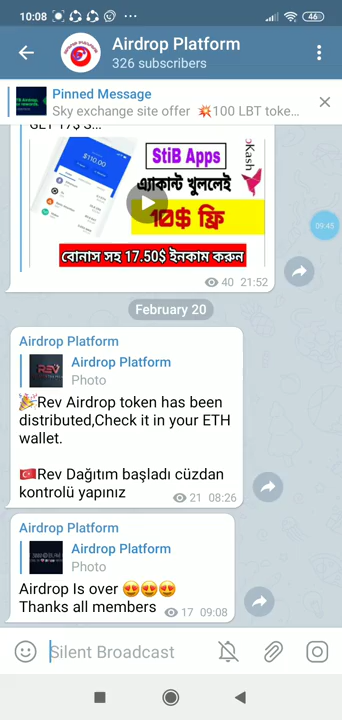 10:08
46
Airdrop Platform
326 subscribers
Pinned Message
Sky exchange site offer 💥100 LBT toke...
GET 17$ S...
$110.00
StiB Apps
bKash
এ্যাকান্ট খুললেই
10$ ফ্রি
বোনাস সহ 17.50$ ইনকাম করুন
40 21:52
09:45
February 20
Airdrop Platform
Airdrop Platform
Photo
🎉Rev Airdrop token has been
distributed,Check it in your ETH
wallet.
🇹🇷Rev Dağıtım başladı cüzdan
kontrolü yapınız
21 08:26
Airdrop Platform
Airdrop Platform
Photo
Airdrop Is over 😍😍😍
Thanks all members
17 09:08
Silent Broadcast